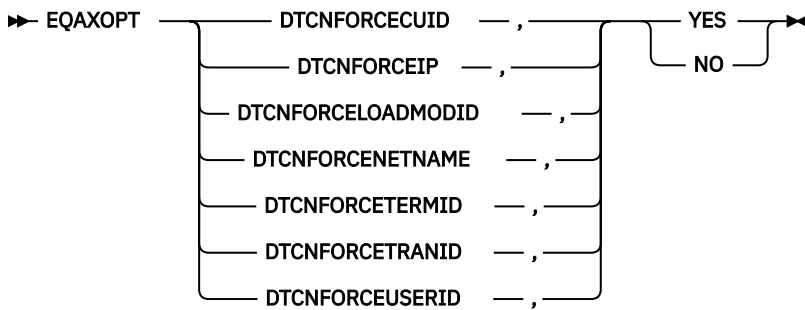 EQAXOPT DTCNFORCECUID , YES
DTCNFORCEIP , NO
DTCNFORCELOADMODID ,
DTCNFORCENETNAME ,
DTCNFORCETERMID ,
DTCNFORCETRANID ,
DTCNFORCEUSERID ,